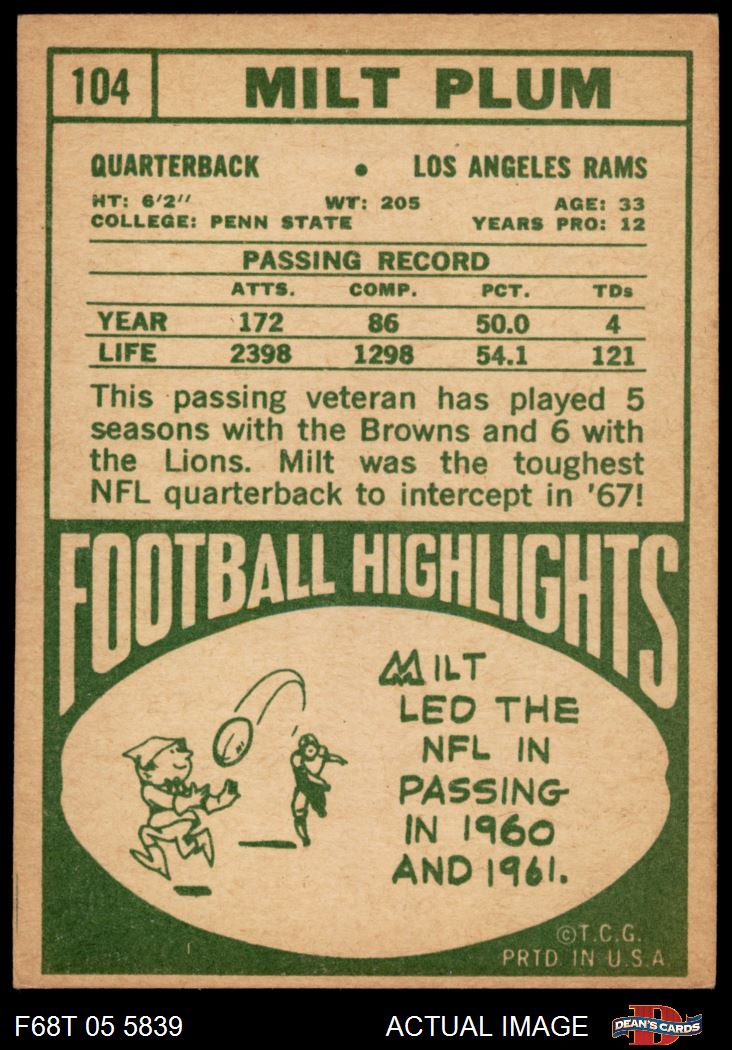 104 MILT PLUM
QUARTERBACK • LOS ANGELES RAMS
HT: 6'2" WT: 205 AGE: 33
COLLEGE: PENN STATE YEARS PRO: 12
PASSING RECORD
ATTS. COMP. PCT. TDs
YEAR 172 86 50.0 4
LIFE 2398 1298 54.1 121
This passing veteran has played 5
seasons with the Browns and 6 with
the Lions. Milt was the toughest
NFL quarterback to intercept in '67!
FOOTBALL HIGHLIGHTS
MILT
LED THE
NFL IN
PASSING
IN 1960
AND 1961.
©T.C.G.
PRTD. IN U.S.A.
F68T 05 5839 ACTUAL IMAGE DEAN'S CARDS